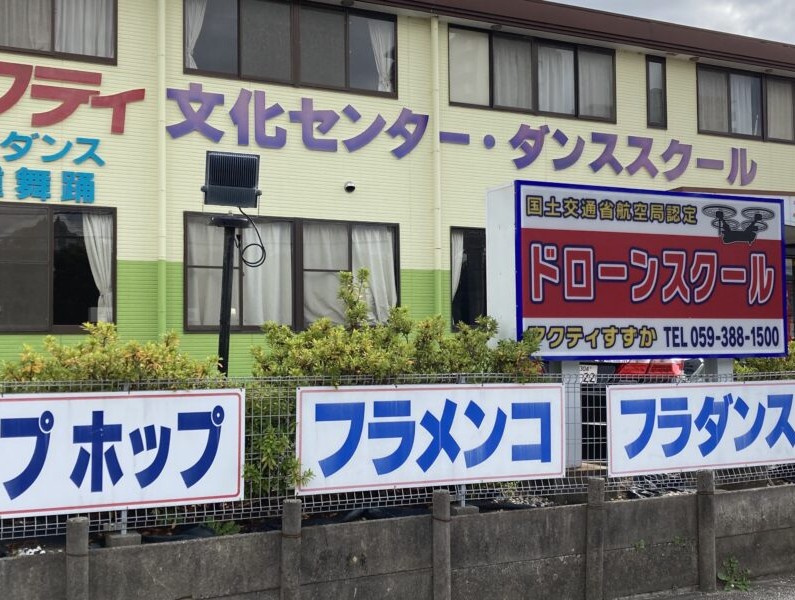 クティ 文化センター・ダンススクール
ダンス
舞踊
国土交通省航空局認定
ドローンスクール
アクティすずか TEL 059-388-1500
プ ホップ
フラメンコ
フラダンス